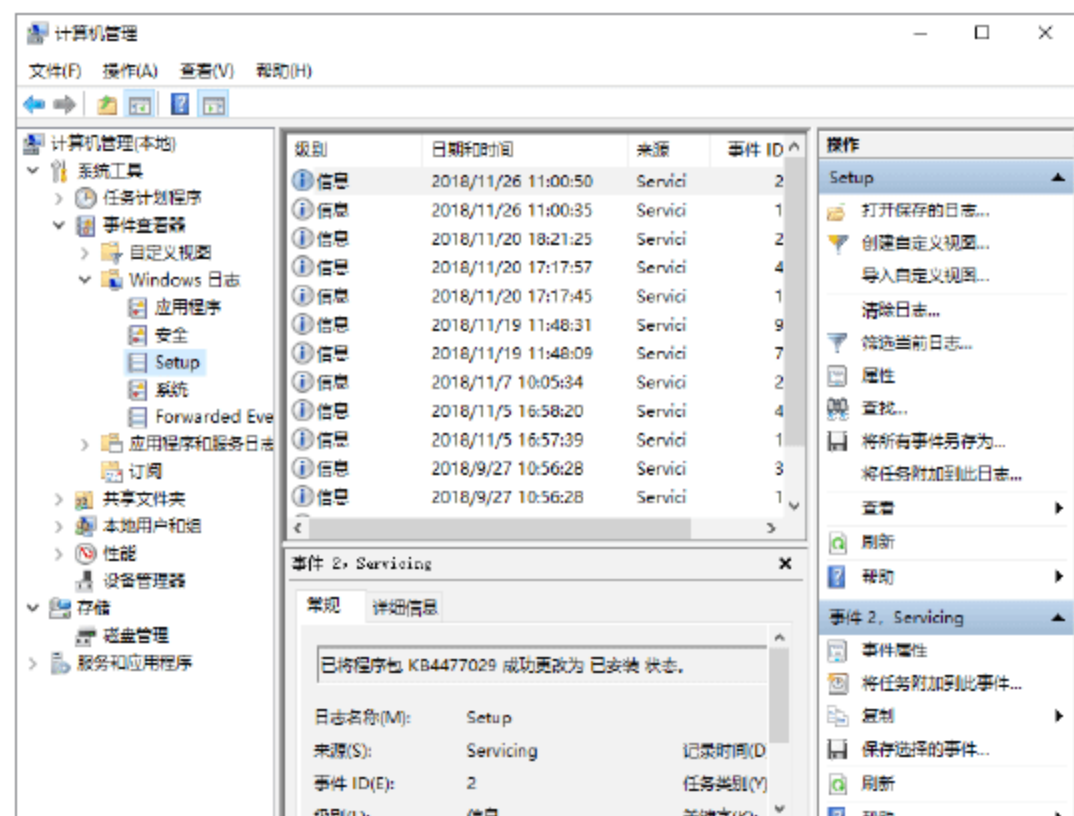 计算机管理
文件(F) 操作(A) 查看(V) 帮助(H)
计算机管理(本地)
系统工具
任务计划程序
事件查看器
自定义视图
Windows 日志
应用程序
安全
Setup
系统
Forwarded Eve
应用程序和服务日志
订阅
共享文件夹
本地用户和组
性能
设备管理器
存储
磁盘管理
服务和应用程序
级别 日期和时间 来源 事件 ID
信息 2018/11/26 11:00:50 Servici 2
信息 2018/11/26 11:00:35 Servici 1
信息 2018/11/20 18:21:25 Servici 2
信息 2018/11/20 17:17:57 Servici 4
信息 2018/11/20 17:17:45 Servici 1
信息 2018/11/19 11:48:31 Servici 9
信息 2018/11/19 11:48:09 Servici 7
信息 2018/11/7 10:05:34 Servici 2
信息 2018/11/5 16:58:20 Servici 4
信息 2018/11/5 16:57:39 Servici 1
信息 2018/9/27 10:56:28 Servici 3
信息 2018/9/27 10:56:28 Servici 1
事件 2，Servicing
常规 详细信息
已将程序包 KB4477029 成功更改为 已安装 状态。
日志名称(M): Setup
来源(S): Servicing 记录时间(D
事件 ID(E): 2 任务类别(Y)
级别(L): 信息 关键字(K):
操作
Setup
打开保存的日志...
创建自定义视图...
导入自定义视图...
清除日志...
筛选当前日志...
属性
查找...
将所有事件另存为...
将任务附加到此日志...
查看
刷新
帮助
事件 2，Servicing
事件属性
将任务附加到此事件...
复制
保存选择的事件...
刷新
帮助